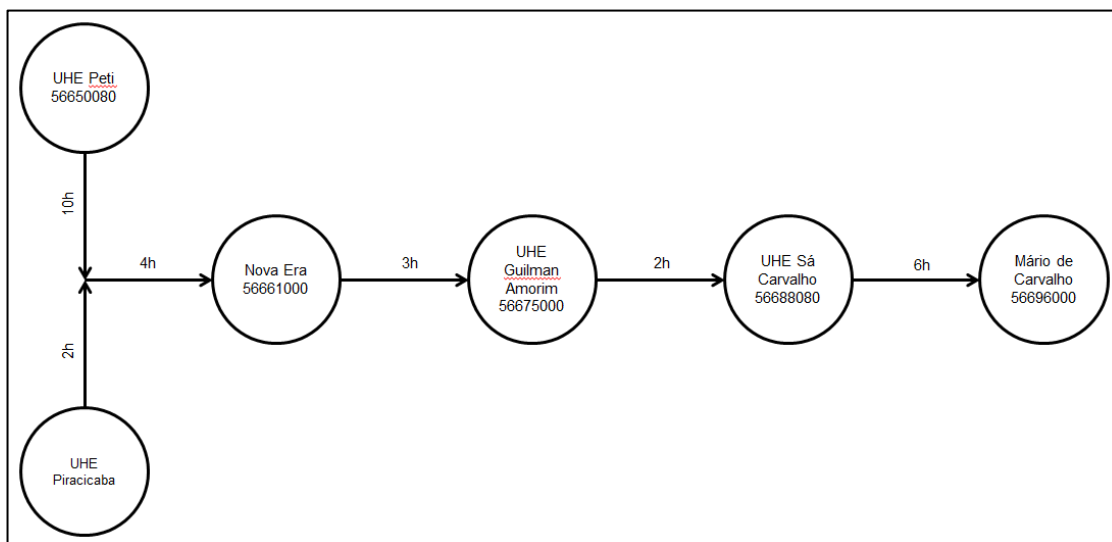 UHE Peti
56650080
10h
4h
Nova Era
56661000
3h
UHE
Guilman
Amorim
56675000
2h
UHE Sá
Carvalho
56688080
6h
Mário de
Carvalho
56696000
2h
UHE
Piracicaba